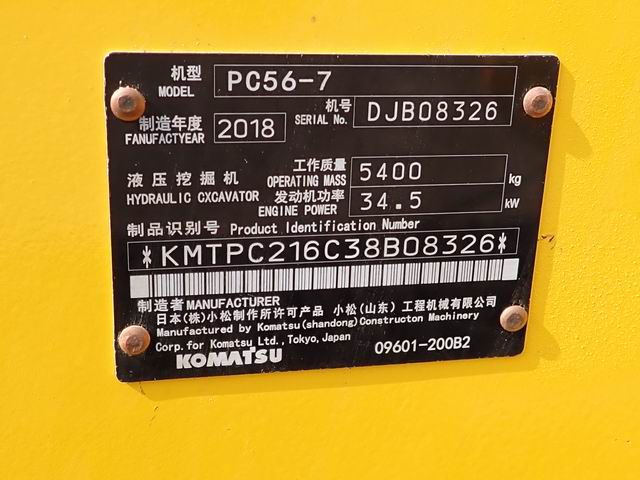 机型 MODEL PC56-7
机号 SERIAL No. DJB08326
制造年度 FANUFACTYEAR 2018
工作质量 OPERATING MASS 5400 kg
液压挖掘机 HYDRAULIC CXCAVATOR
发动机功率 ENGINE POWER 34.5 kW
制品识别号 Product Identification Number
*KMTPC216C38B08326*
制造者 MANUFACTURER
日本(株)小松制作所许可产品 小松(山东)工程机械有限公司
Manufactured by Komatsu(shandong) Constructon Machinery
Corp. for Komatsu Ltd., Tokyo, Japan
KOMATSU 09601-200B2